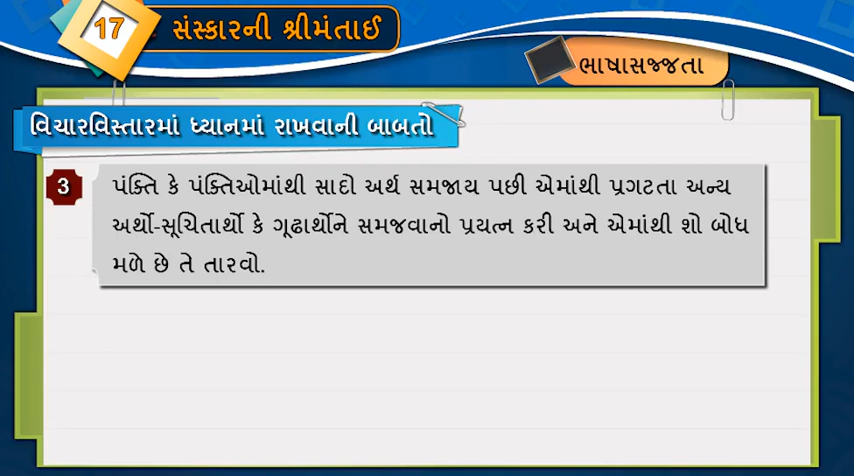 17 સંસ્કારની શ્રીમંતાઈ
ભાષાસજ્જતા
વિચારવિસ્તારમાં ધ્યાનમાં રાખવાની બાબતો
3 પંક્તિ કે પંક્તિઓમાંથી સાદો અર્થ સમજાય પછી એમાંથી પ્રગટતા અન્ય
અર્થો-સૂચિતાર્થો કે ગૂઢાર્થોને સમજવાનો પ્રયત્ન કરી અને એમાંથી શો બોધ
મળે છે તે તારવો.